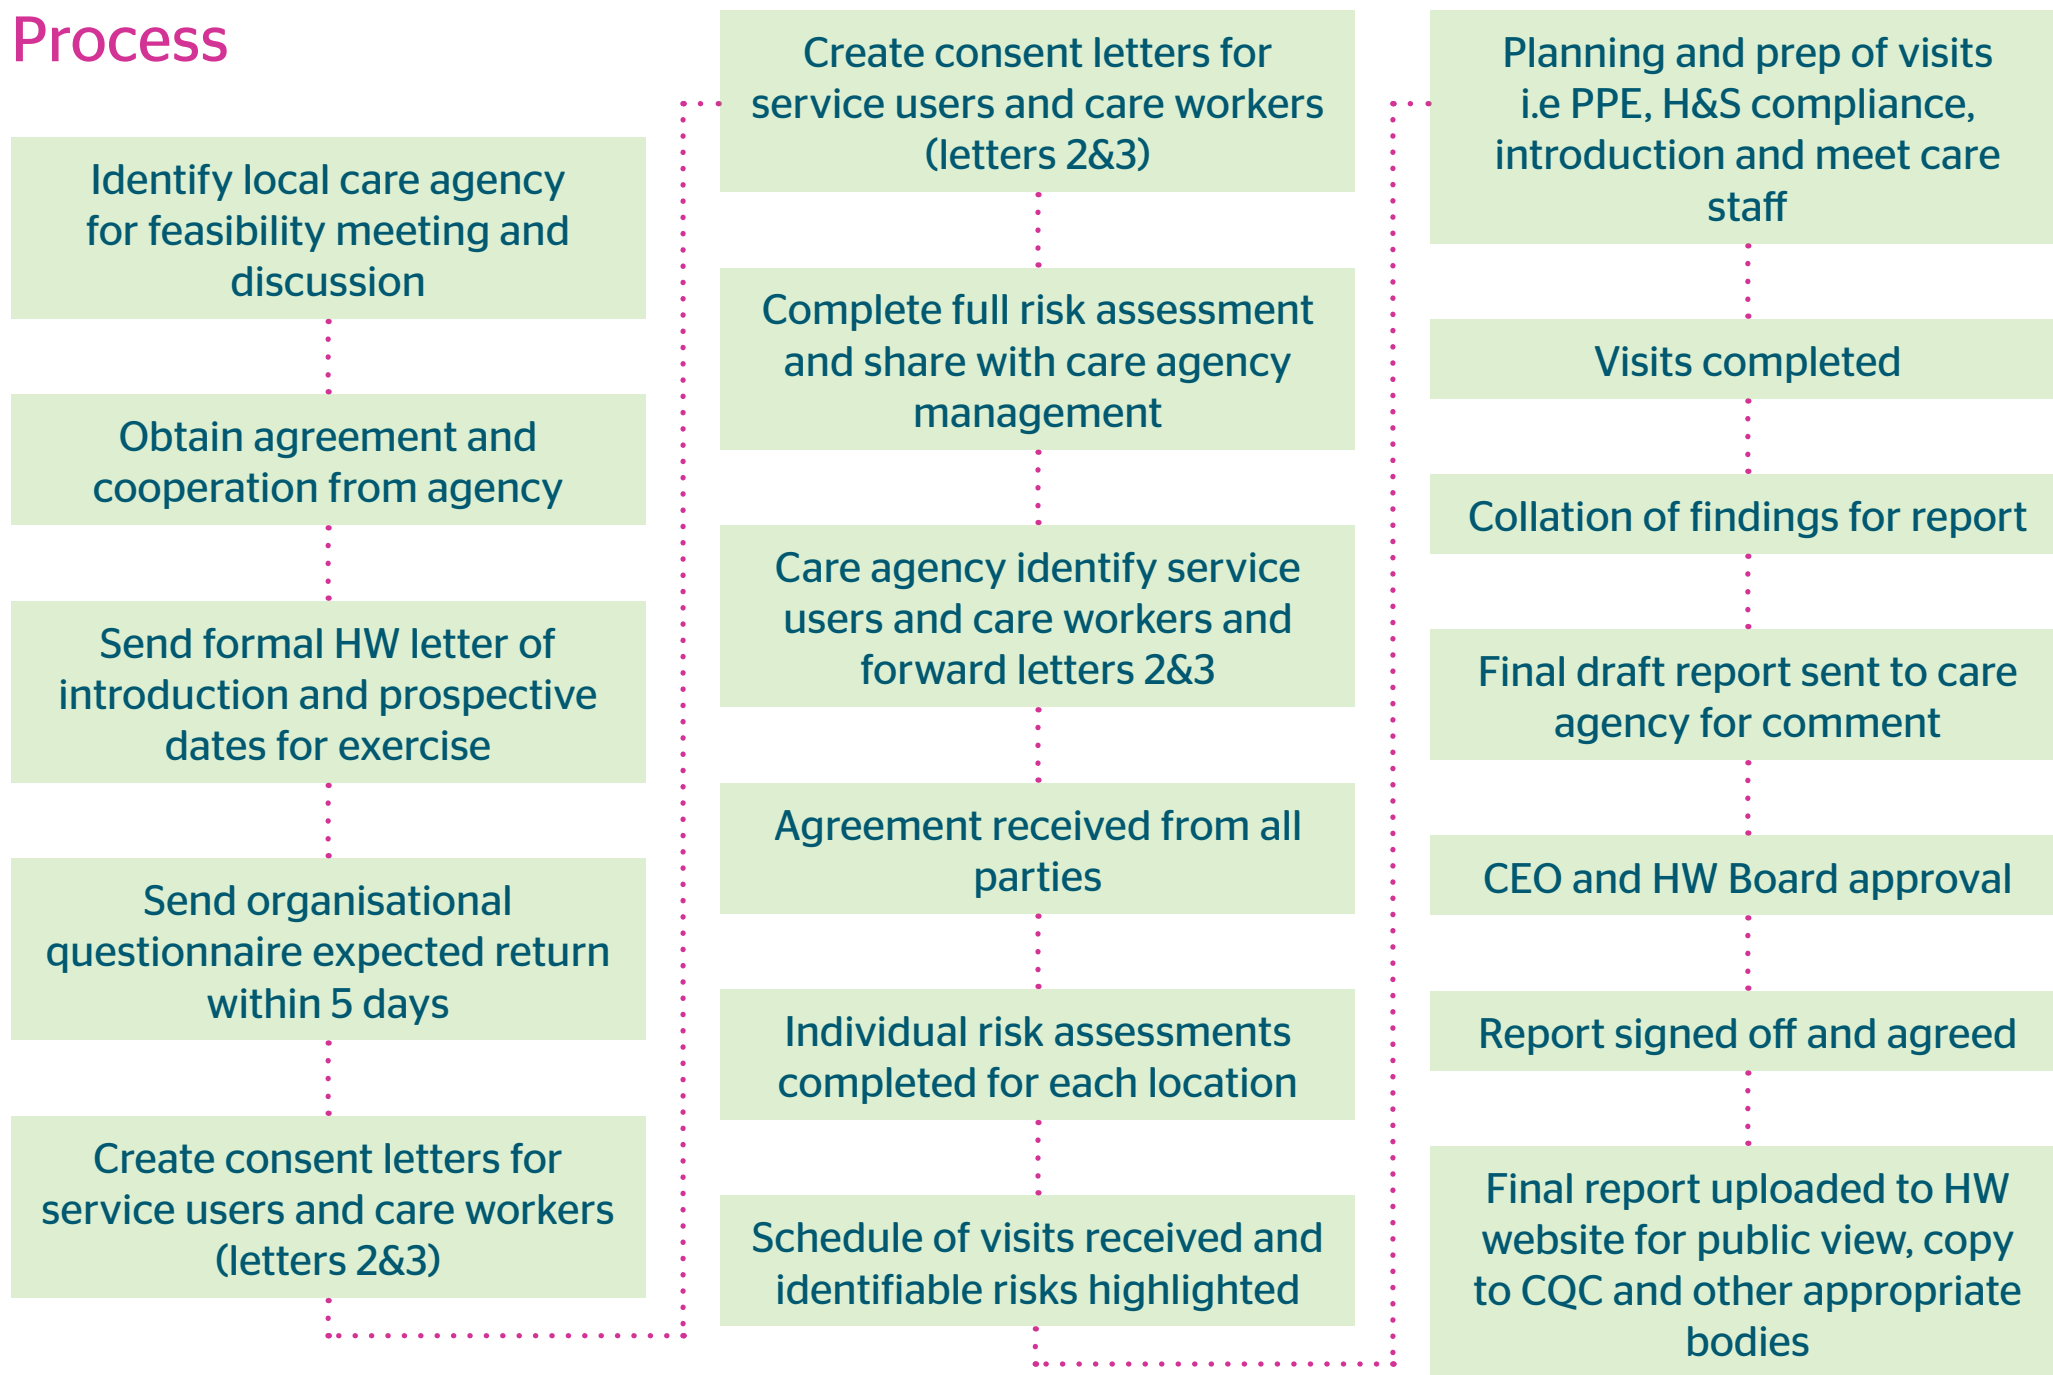 Process
Identify local care agency
for feasibility meeting and
discussion
Obtain agreement and
cooperation from agency
Send formal HW letter of
introduction and prospective
dates for exercise
Send organisational
questionnaire expected return
within 5 days
Create consent letters for
service users and care workers
(letters 2&3)
Create consent letters for
service users and care workers
(letters 2&3)
Complete full risk assessment
and share with care agency
management
Care agency identify service
users and care workers and
forward letters 2&3
Agreement received from all
parties
Individual risk assessments
completed for each location
Schedule of visits received and
identifiable risks highlighted
Planning and prep of visits
i.e PPE, H&S compliance,
introduction and meet care
staff
Visits completed
Collation of findings for report
Final draft report sent to care
agency for comment
CEO and HW Board approval
Report signed off and agreed
Final report uploaded to HW
website for public view, copy
to CQC and other appropriate
bodies